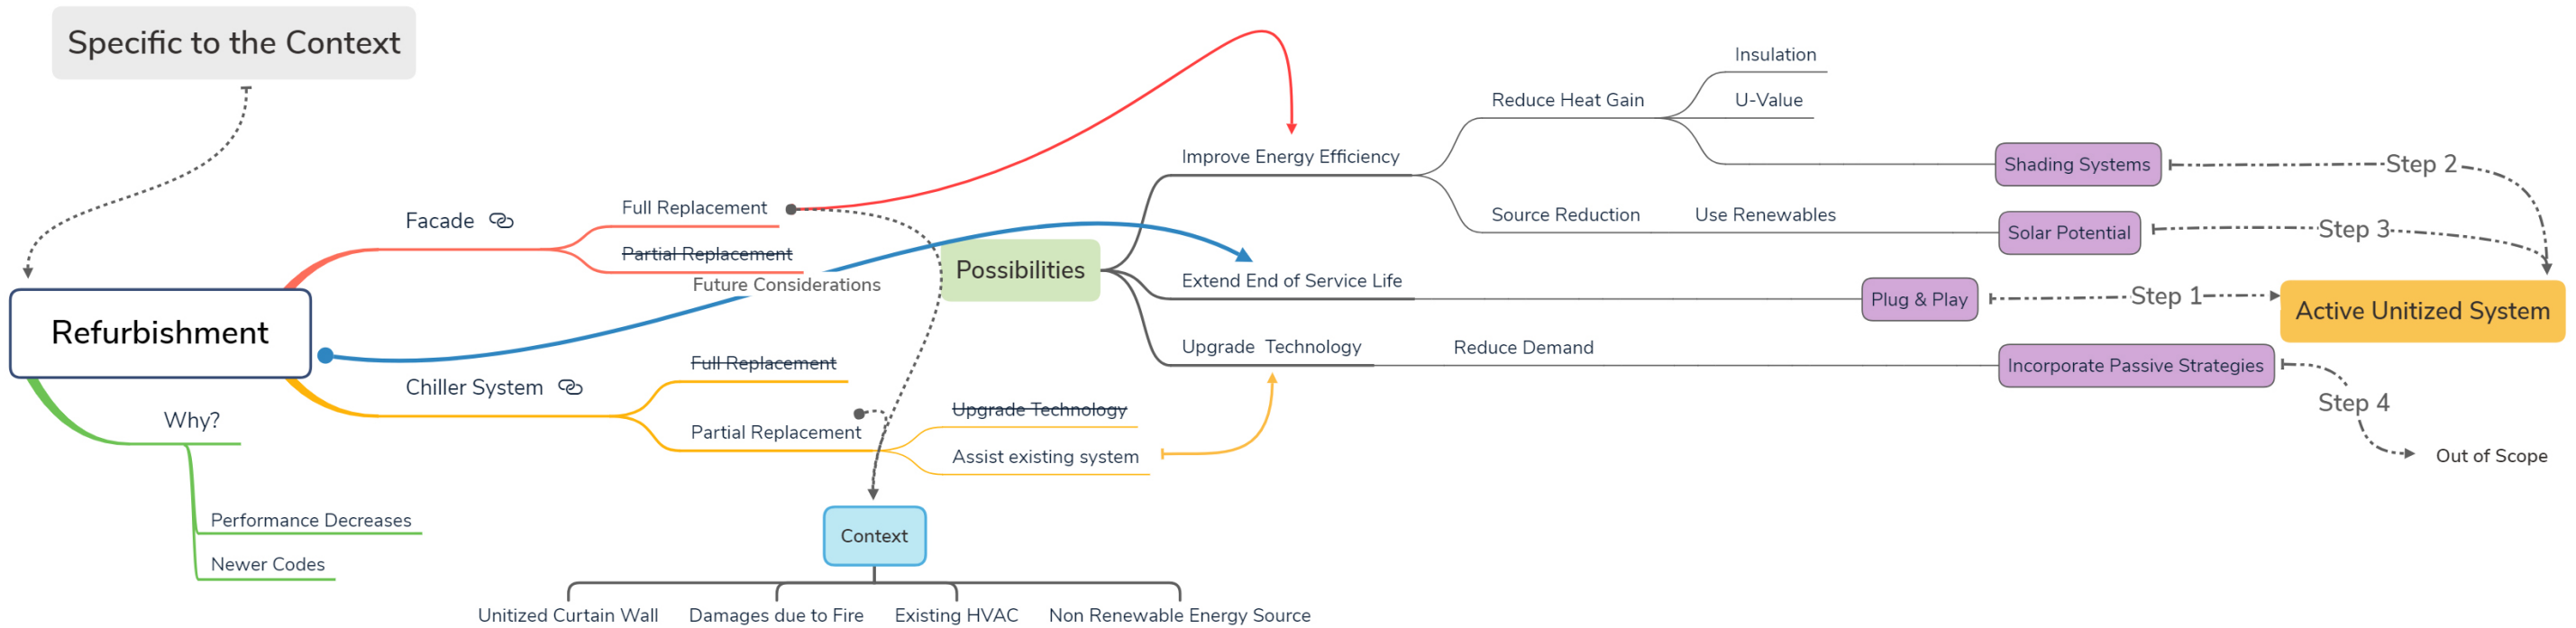 Specific to the Context
Insulation
Reduce Heat Gain
U-Value
Improve Energy Efficiency
Shading Systems
Step 2
Full Replacement
Facade
Source Reduction
Use Renewables
Solar Potential
Step 3
Partial Replacement
Future Considerations
Possibilities
Extend End of Service Life
Plug & Play
Step 1
Active Unitized System
Refurbishment
Upgrade Technology
Reduce Demand
Incorporate Passive Strategies
Full Replacement
Chiller System
Step 4
Why?
Upgrade Technology
Partial Replacement
Assist existing system
Out of Scope
Performance Decreases
Context
Newer Codes
Unitized Curtain Wall
Damages due to Fire
Existing HVAC
Non Renewable Energy Source